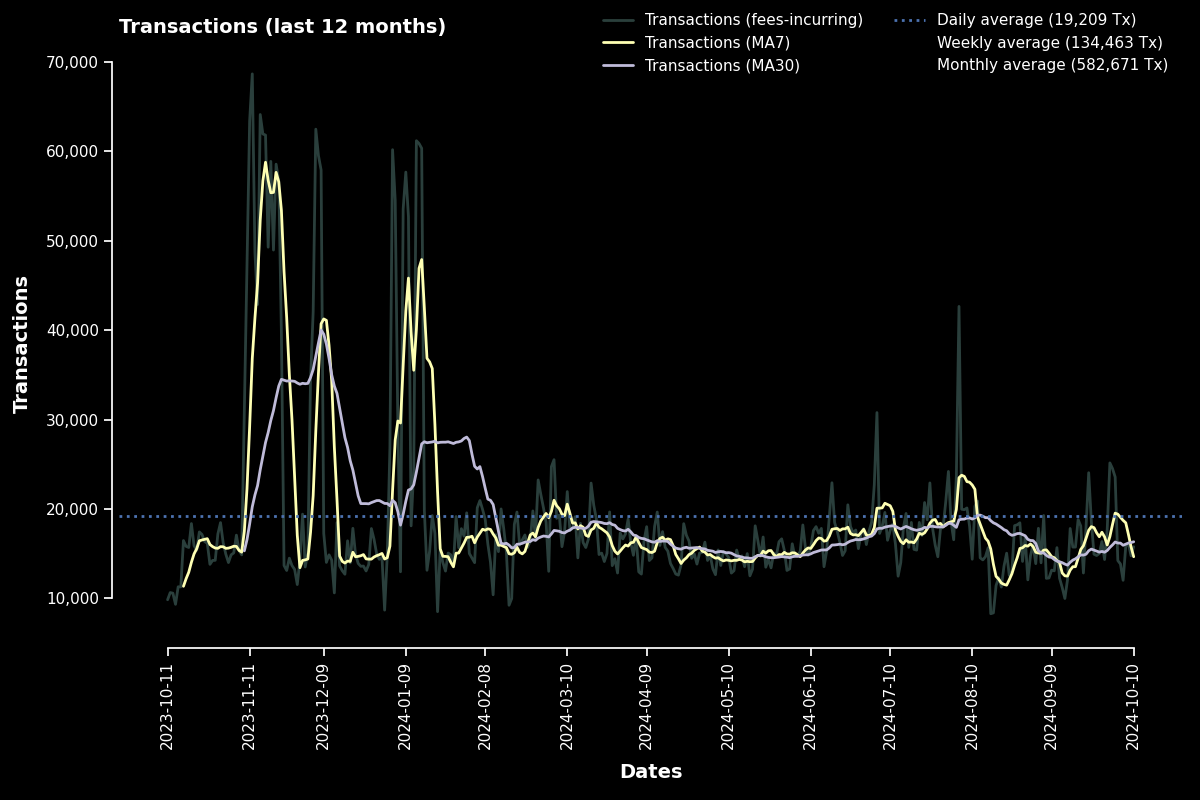 Transactions (last 12 months)
Transactions (fees-incurring)
Transactions (MA7)
Transactions (MA30)
Daily average (19,209 Tx)
Weekly average (134,463 Tx)
Monthly average (582,671 Tx)
Transactions
70,000
60,000
50,000
40,000
30,000
20,000
10,000
2023-10-11
2023-11-11
2023-12-09
2024-01-09
2024-02-08
2024-03-10
2024-04-09
2024-05-10
2024-06-10
2024-07-10
2024-08-10
2024-09-09
2024-10-10
Dates